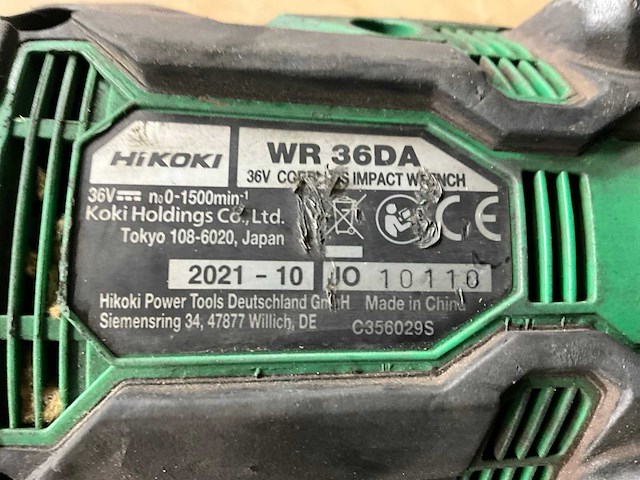 HiKOKI
WR 36DA
36V IMPACT WRENCH
36V⎓ n₀0-1500min⁻¹
Koki Holdings Co., Ltd.
Tokyo 108-6020, Japan
CE
2021 - 10 JO 10110
Hikoki Power Tools Deutschland GmbH Made in China
Siemensring 34, 47877 Willich, DE C356029S